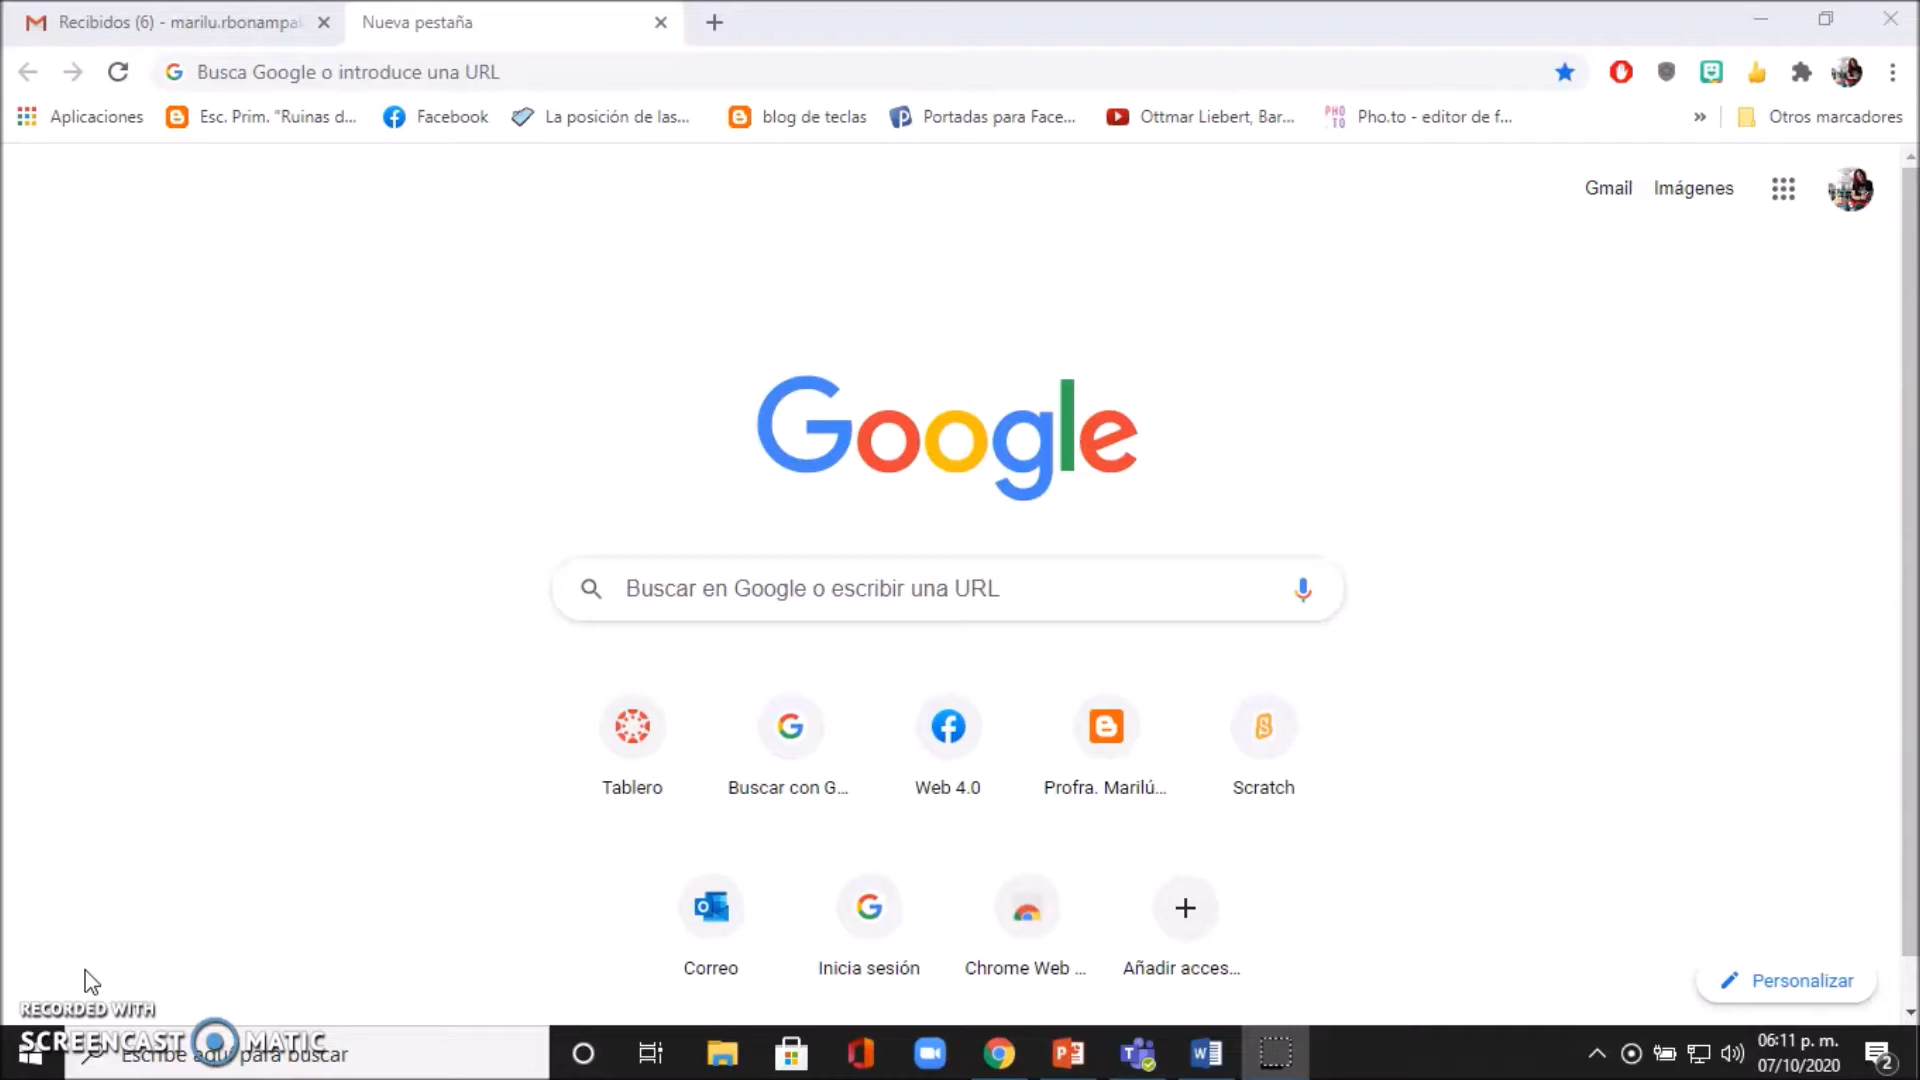 Recibidos (6) - marilu.rbonampa
Nueva pestaña
Busca Google o introduce una URL
Aplicaciones
Esc. Prim. "Ruinas d...
Facebook
La posición de las...
blog de teclas
Portadas para Face...
Ottmar Liebert, Bar...
PHO.TO
Pho.to - editor de f...
»
Otros marcadores
Gmail
Imágenes
Google
Buscar en Google o escribir una URL
Tablero
Buscar con G...
Web 4.0
Profra. Marilú...
Scratch
Correo
Inicia sesión
Chrome Web ...
Añadir acces...
Personalizar
RECORDED WITH
SCREENCAST MATIC
Escribe aquí para buscar
06:11 p. m.
07/10/2020
2